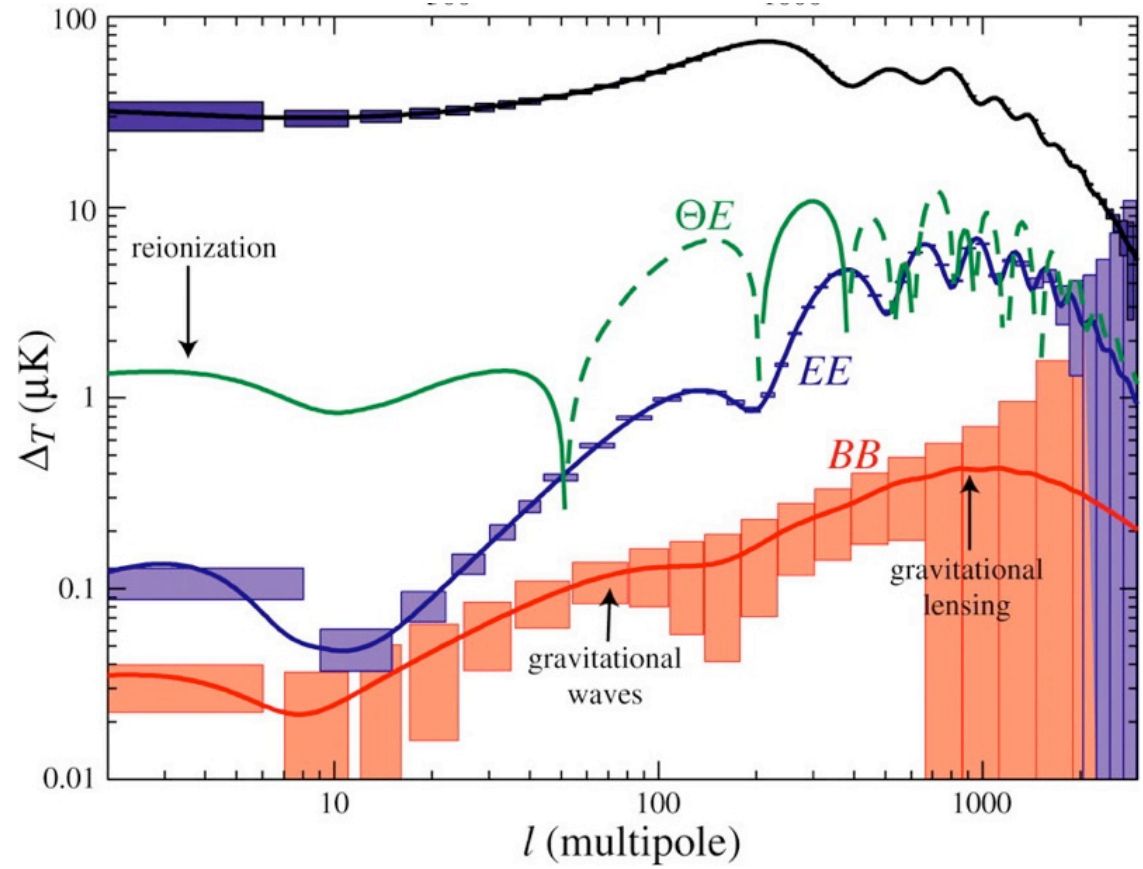 100
10
1
0.1
0.01
ΔT (μK)
reionization
ΘE
EE
BB
gravitational
waves
gravitational
lensing
10
100
1000
l (multipole)